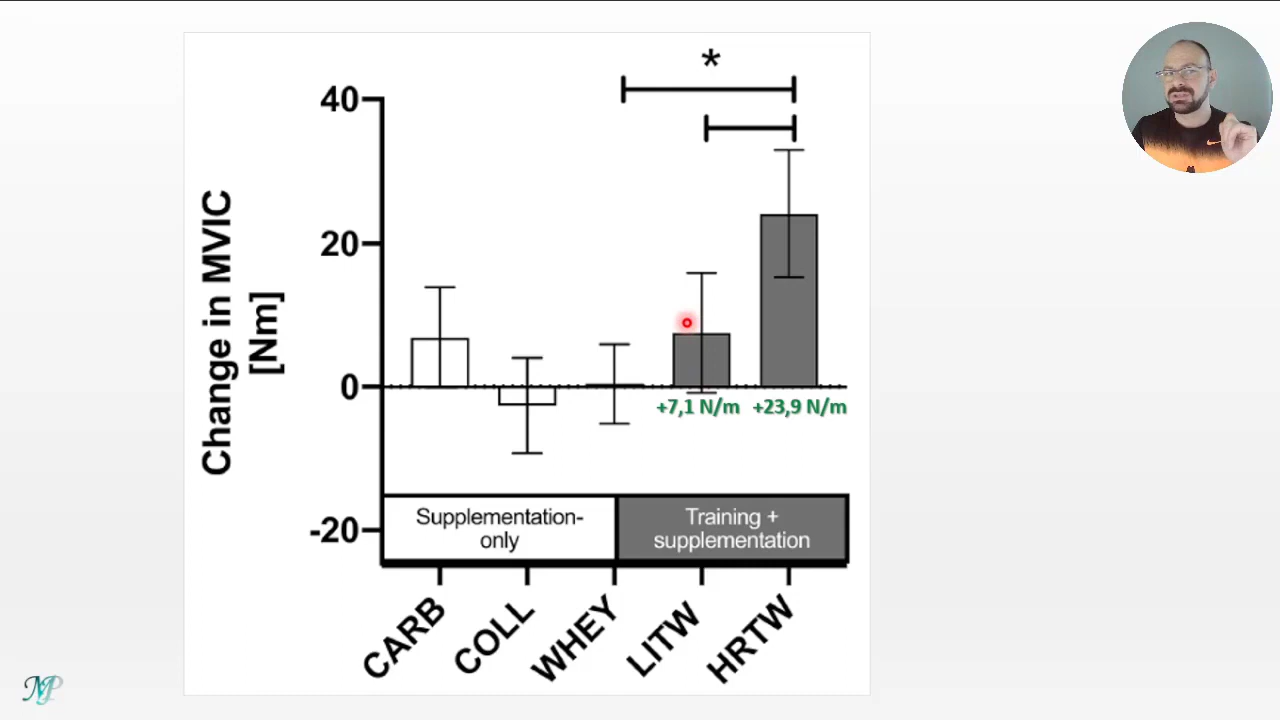 *
40
20
0
-20
Change in MVIC
[Nm]
+7,1 N/m +23,9 N/m
Supplementation-
only
Training +
supplementation
CARB
COLL
WHEY
LITW
HRTW
MP